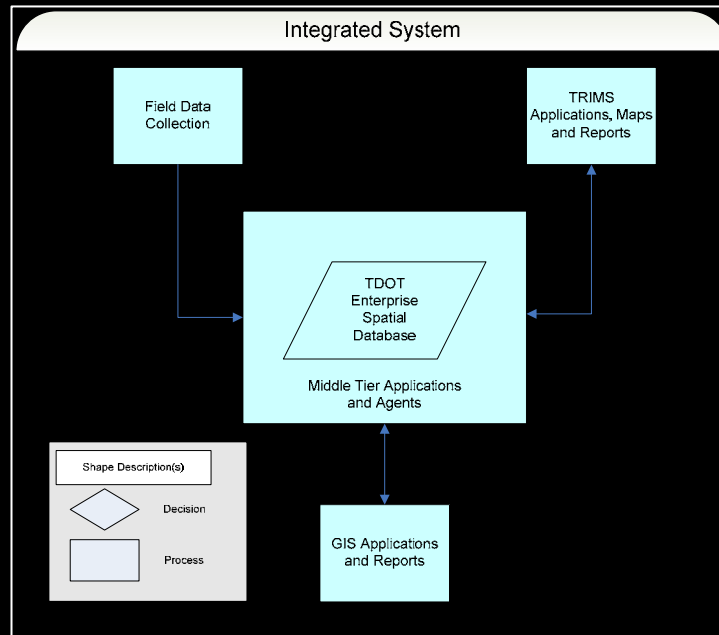 Integrated System
Field Data
Collection
TRIMS
Applications, Maps
and Reports
TDOT
Enterprise
Spatial
Database
Middle Tier Applications
and Agents
Shape Description(s)
Decision
Process
GIS Applications
and Reports